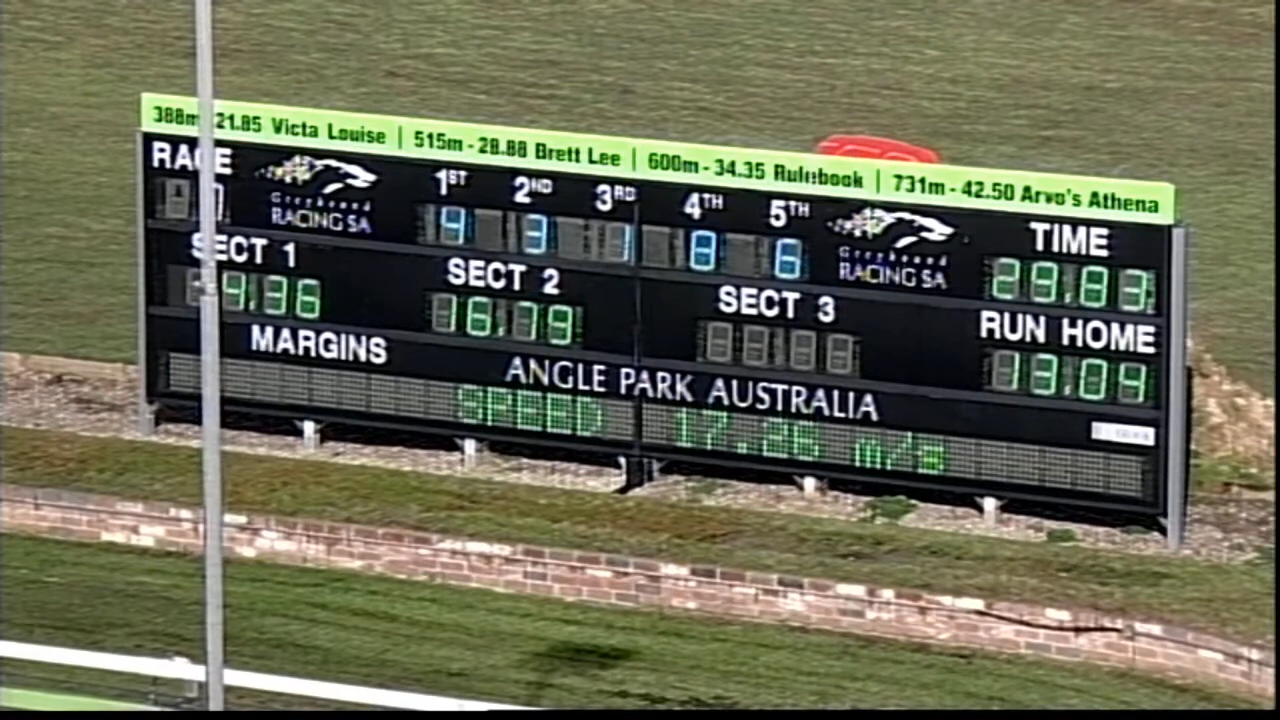 388m 21.85 Victa Louise | 515m - 28.88 Brett Lee | 600m - 34.35 Rulebook | 731m - 42.50 Arvo's Athena
RACE Greyhound RACING SA 1ST 2ND 3RD 4TH 5TH Greyhound RACING SA TIME
4 3 1 8 6 29.83
SECT 1 SECT 2 SECT 3 RUN HOME
4.36 16.79 13.04
MARGINS ANGLE PARK AUSTRALIA
SPEED 17.26 m/s